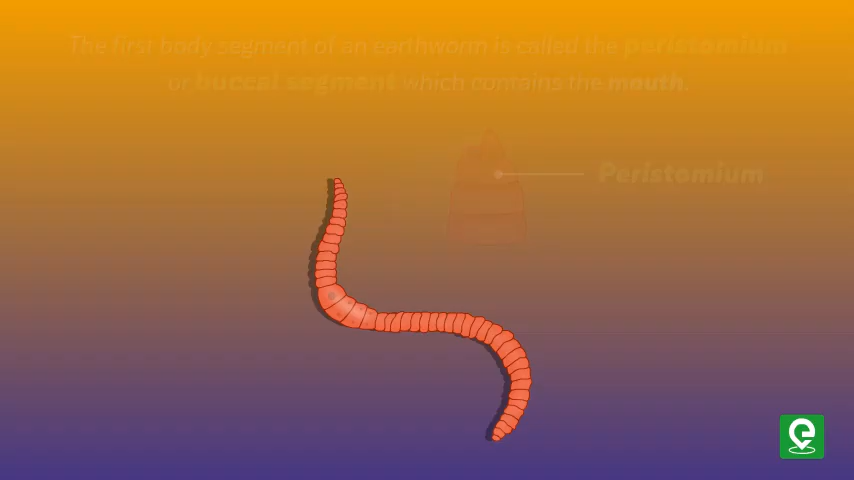 The first body segment of an earthworm is called the peristomium
or buccal segment which contains the mouth.
Peristomium